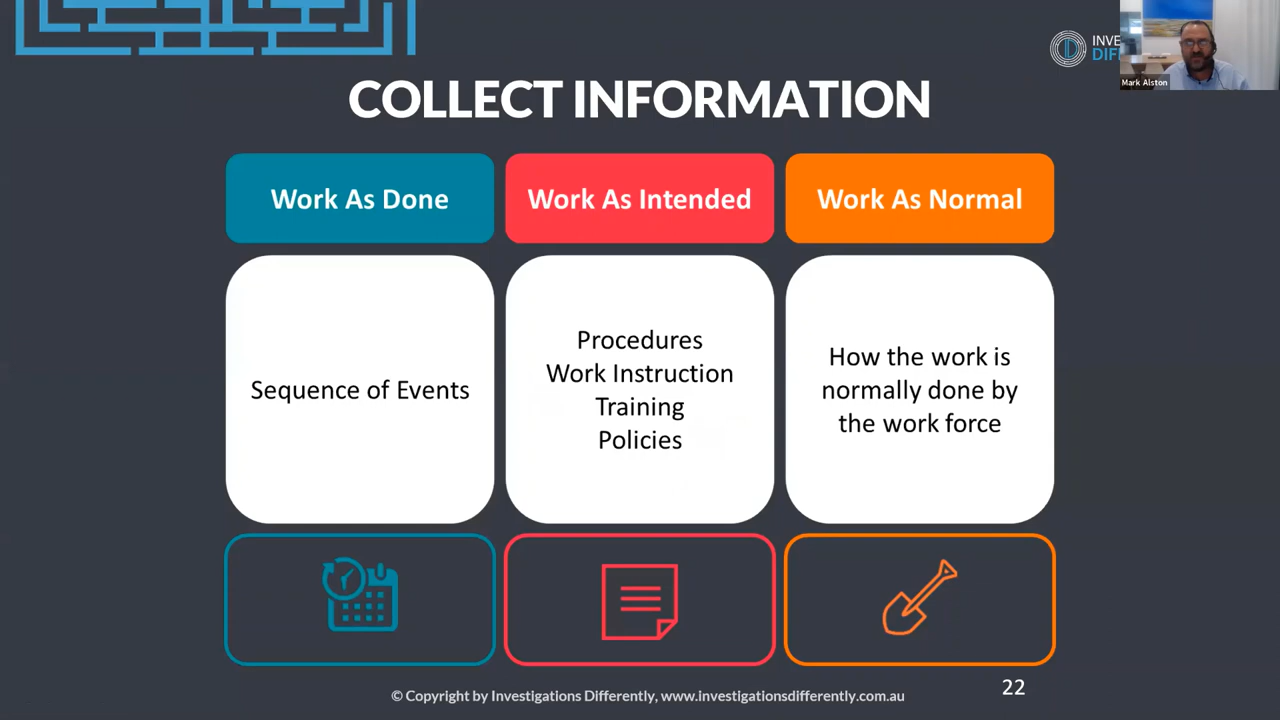 INVE
DIF
Mark Alston
COLLECT INFORMATION
Work As Done
Work As Intended
Work As Normal
Sequence of Events
Procedures
Work Instruction
Training
Policies
How the work is
normally done by
the work force
© Copyright by Investigations Differently, www.investigationsdifferently.com.au
22